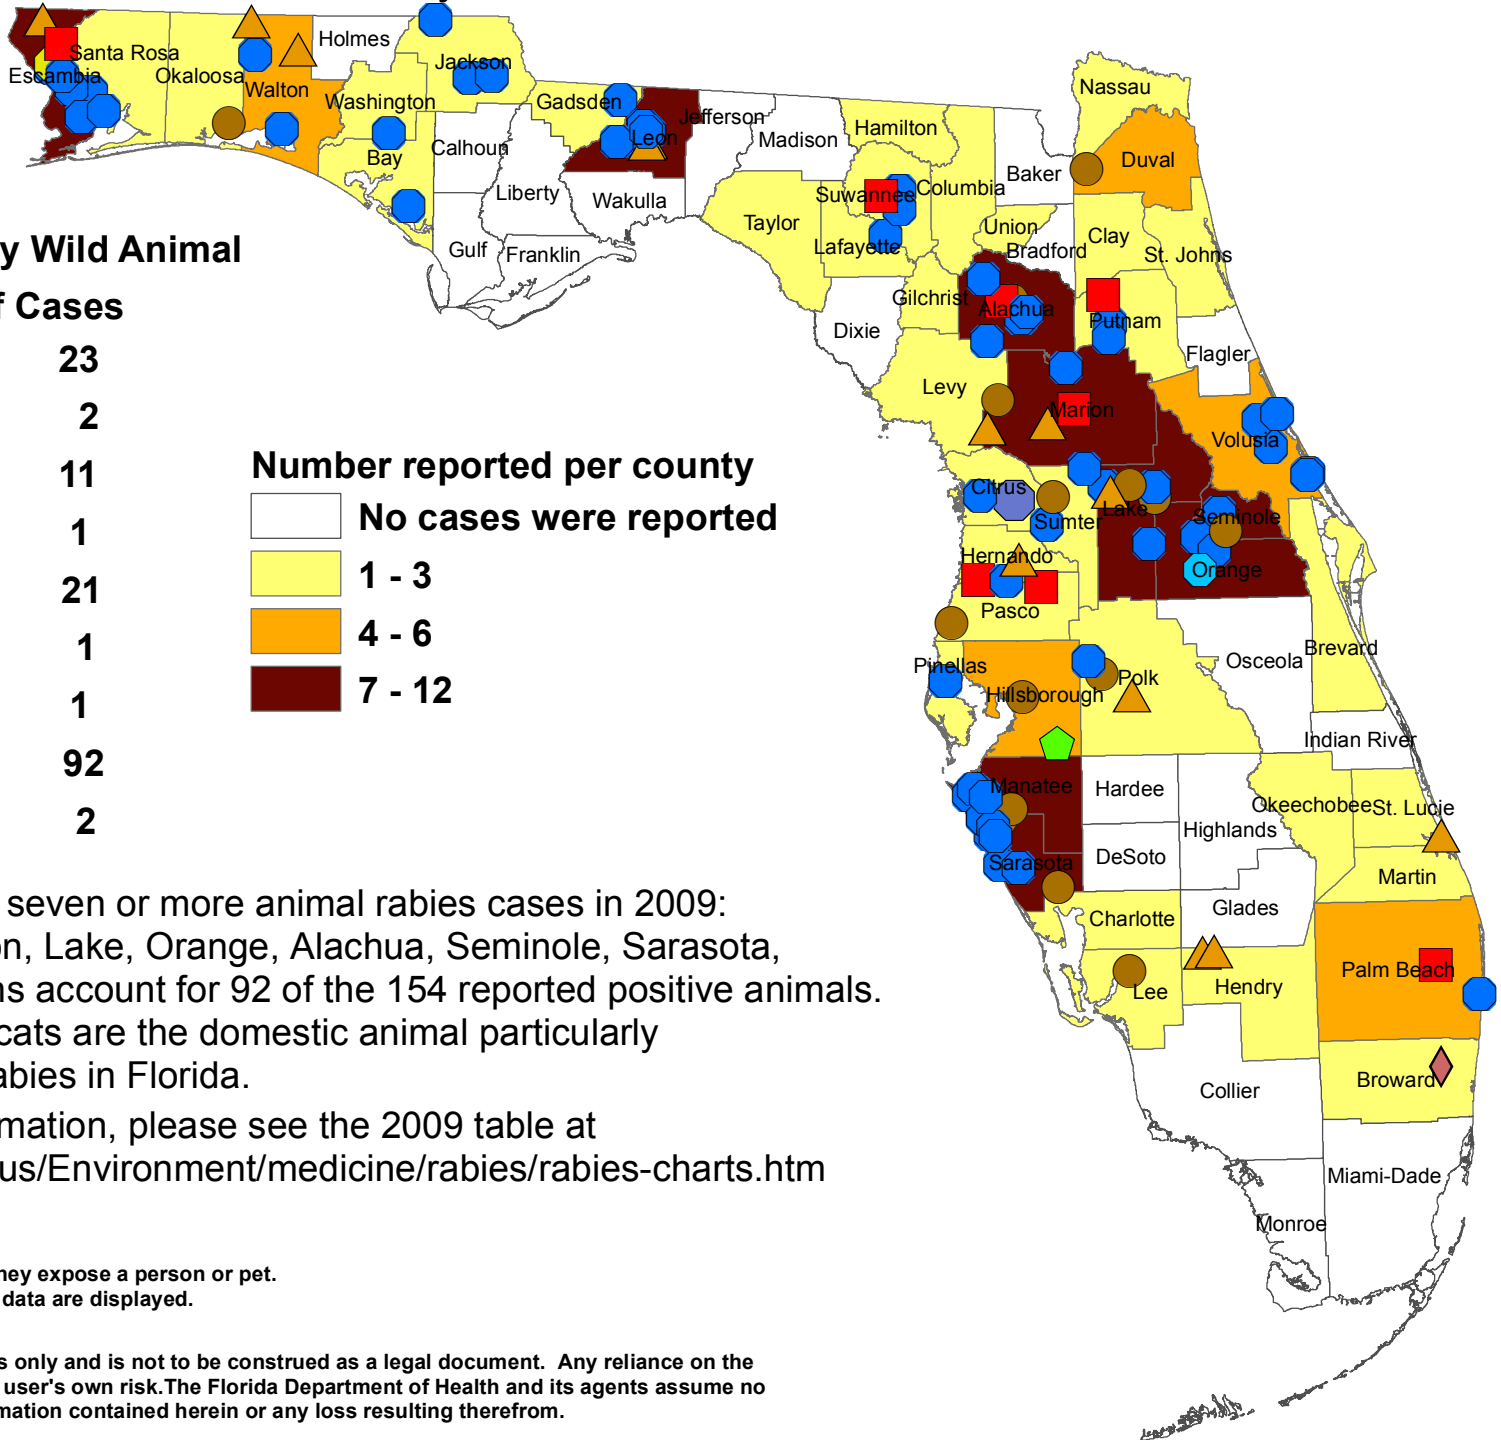 y Wild Animal
f Cases
23
2
11
1
21
1
1
92
2
Number reported per county
No cases were reported
1 - 3
4 - 6
7 - 12
seven or more animal rabies cases in 2009:
on, Lake, Orange, Alachua, Seminole, Sarasota,
ns account for 92 of the 154 reported positive animals.
cats are the domestic animal particularly
abies in Florida.
mation, please see the 2009 table at
us/Environment/medicine/rabies/rabies-charts.htm
hey expose a person or pet.
data are displayed.
s only and is not to be construed as a legal document.  Any reliance on the
user's own risk.The Florida Department of Health and its agents assume no
mation contained herein or any loss resulting therefrom.
Escambia
Santa Rosa
Okaloosa
Walton
Holmes
Washington
Bay
Jackson
Calhoun
Gulf
Gadsden
Liberty
Franklin
Leon
Wakulla
Jefferson
Madison
Taylor
Hamilton
Suwannee
Lafayette
Dixie
Columbia
Gilchrist
Levy
Baker
Union
Bradford
Alachua
Nassau
Duval
Clay
St. Johns
Putnam
Flagler
Marion
Volusia
Citrus
Sumter
Lake
Seminole
Orange
Hernando
Pasco
Pinellas
Hillsborough
Polk
Osceola
Brevard
Indian River
Manatee
Hardee
Highlands
Okeechobee
St. Lucie
Sarasota
DeSoto
Martin
Charlotte
Glades
Lee
Hendry
Palm Beach
Broward
Collier
Miami-Dade
Monroe